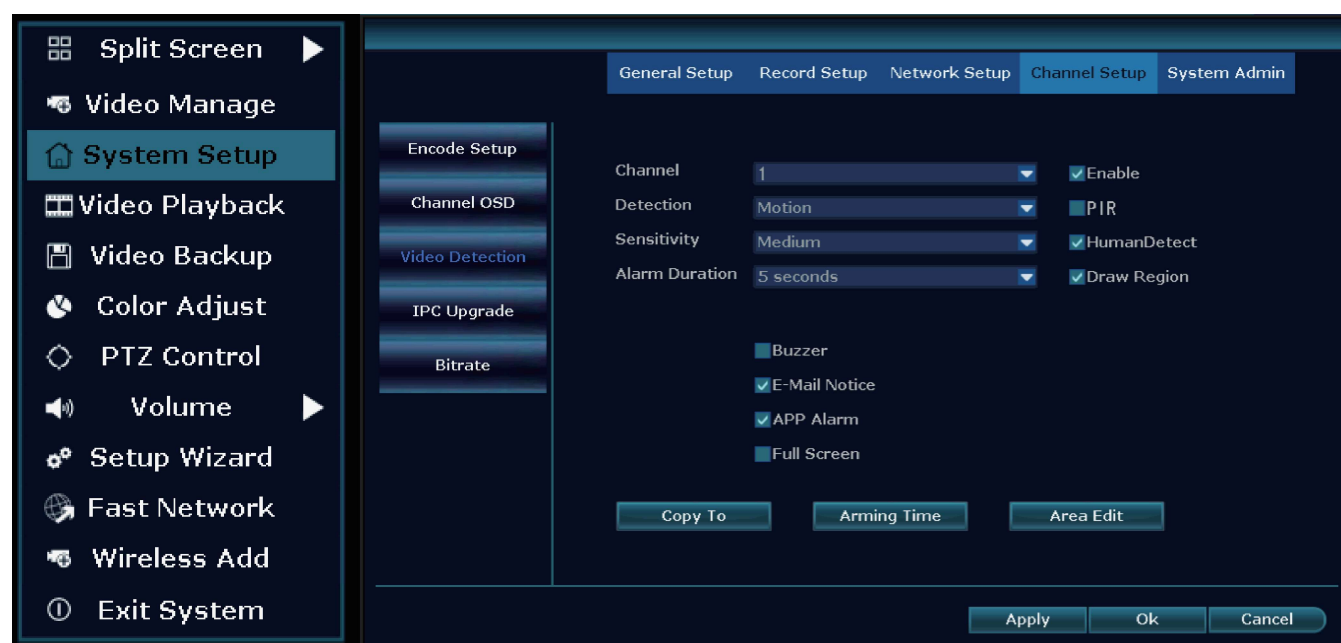 Split Screen
Video Manage
System Setup
Video Playback
Video Backup
Color Adjust
PTZ Control
Volume
Setup Wizard
Fast Network
Wireless Add
Exit System
General Setup Record Setup Network Setup Channel Setup System Admin
Encode Setup
Channel OSD
Video Detection
IPC Upgrade
Bitrate
Channel 1 Enable
Detection Motion PIR
Sensitivity Medium HumanDetect
Alarm Duration 5 seconds Draw Region
Buzzer
E-Mail Notice
APP Alarm
Full Screen
Copy To Arming Time Area Edit
Apply Ok Cancel